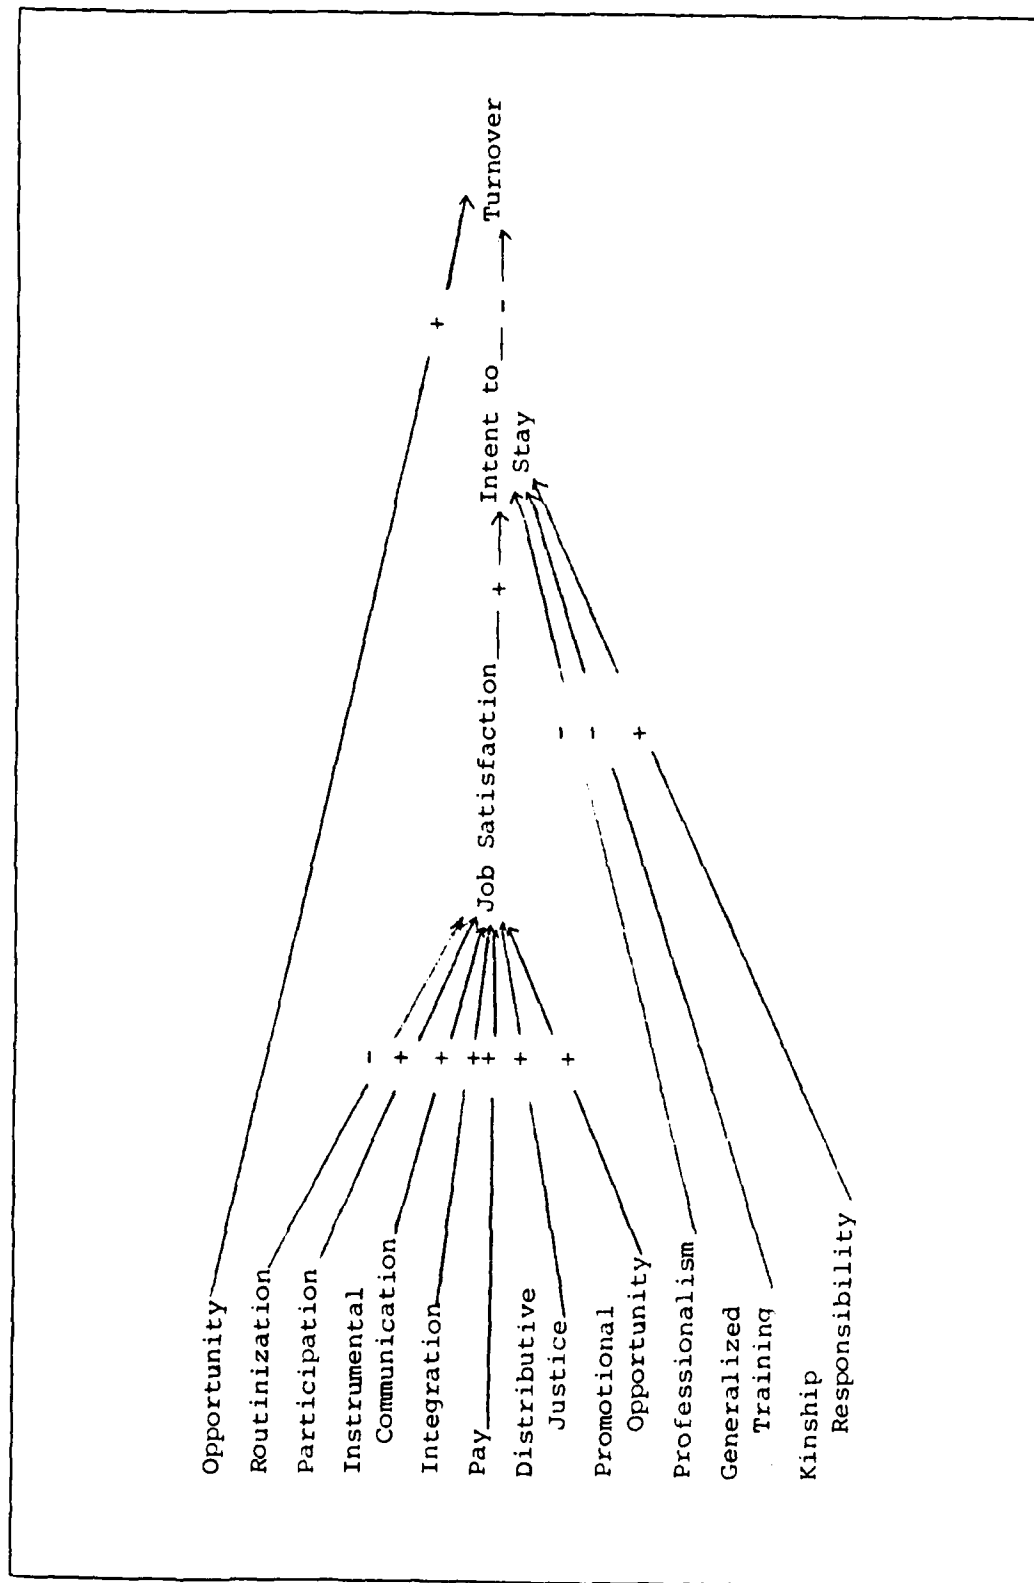 Opportunity
+
Turnover
Routinization
-
Participation
+
Instrumental
Communication
+
Integration
+
Pay
+
Job Satisfaction
+
Intent to
Stay
-
Distributive
Justice
+
Promotional
Opportunity
+
Professionalism
-
Generalized
Training
-
Kinship
Responsibility
+